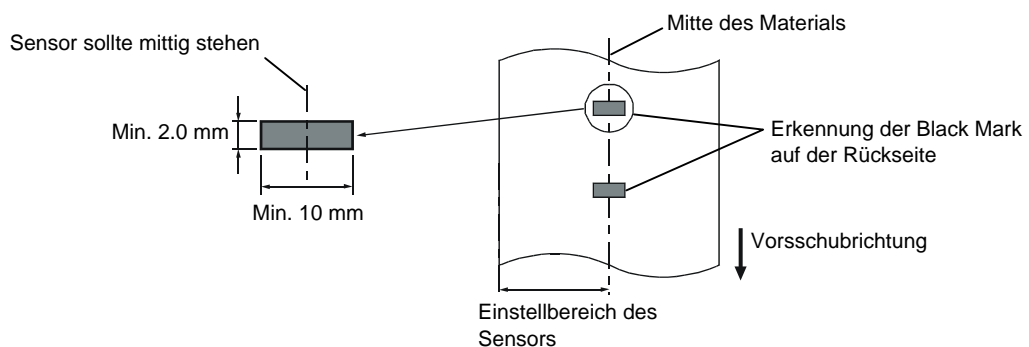 Mitte des Materials
Sensor sollte mittig stehen
Min. 2.0 mm
Erkennung der Black Mark
auf der Rückseite
Min. 10 mm
Vorsschubrichtung
Einstellbereich des
Sensors